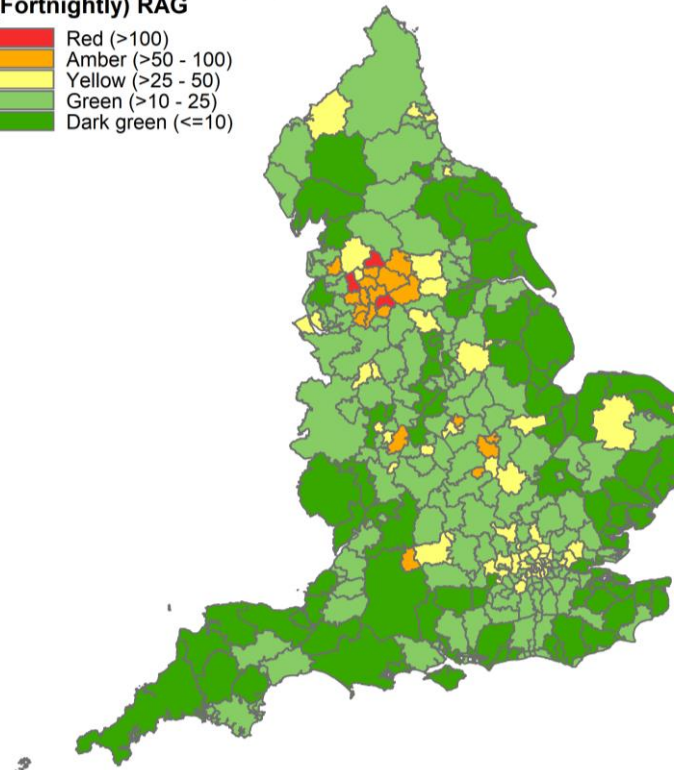 Fortnightly) RAG
Red (>100)
Amber (>50 - 100)
Yellow (>25 - 50)
Green (>10 - 25)
Dark green (<=10)